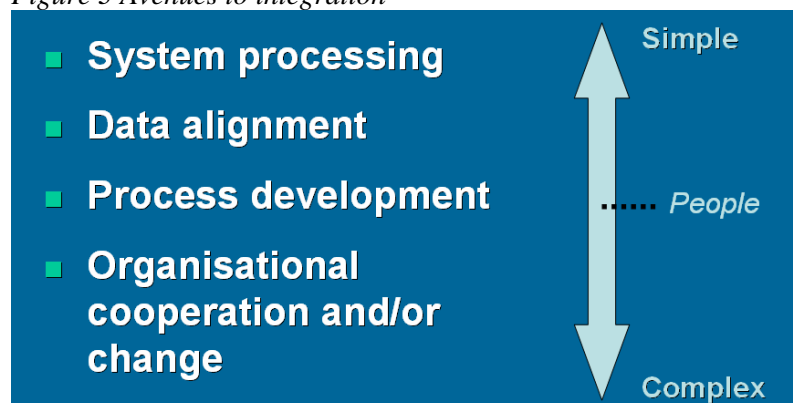 Figure 3 Avenues to integration
System processing
Data alignment
Process development
Organisational
cooperation and/or
change
Simple
People
Complex